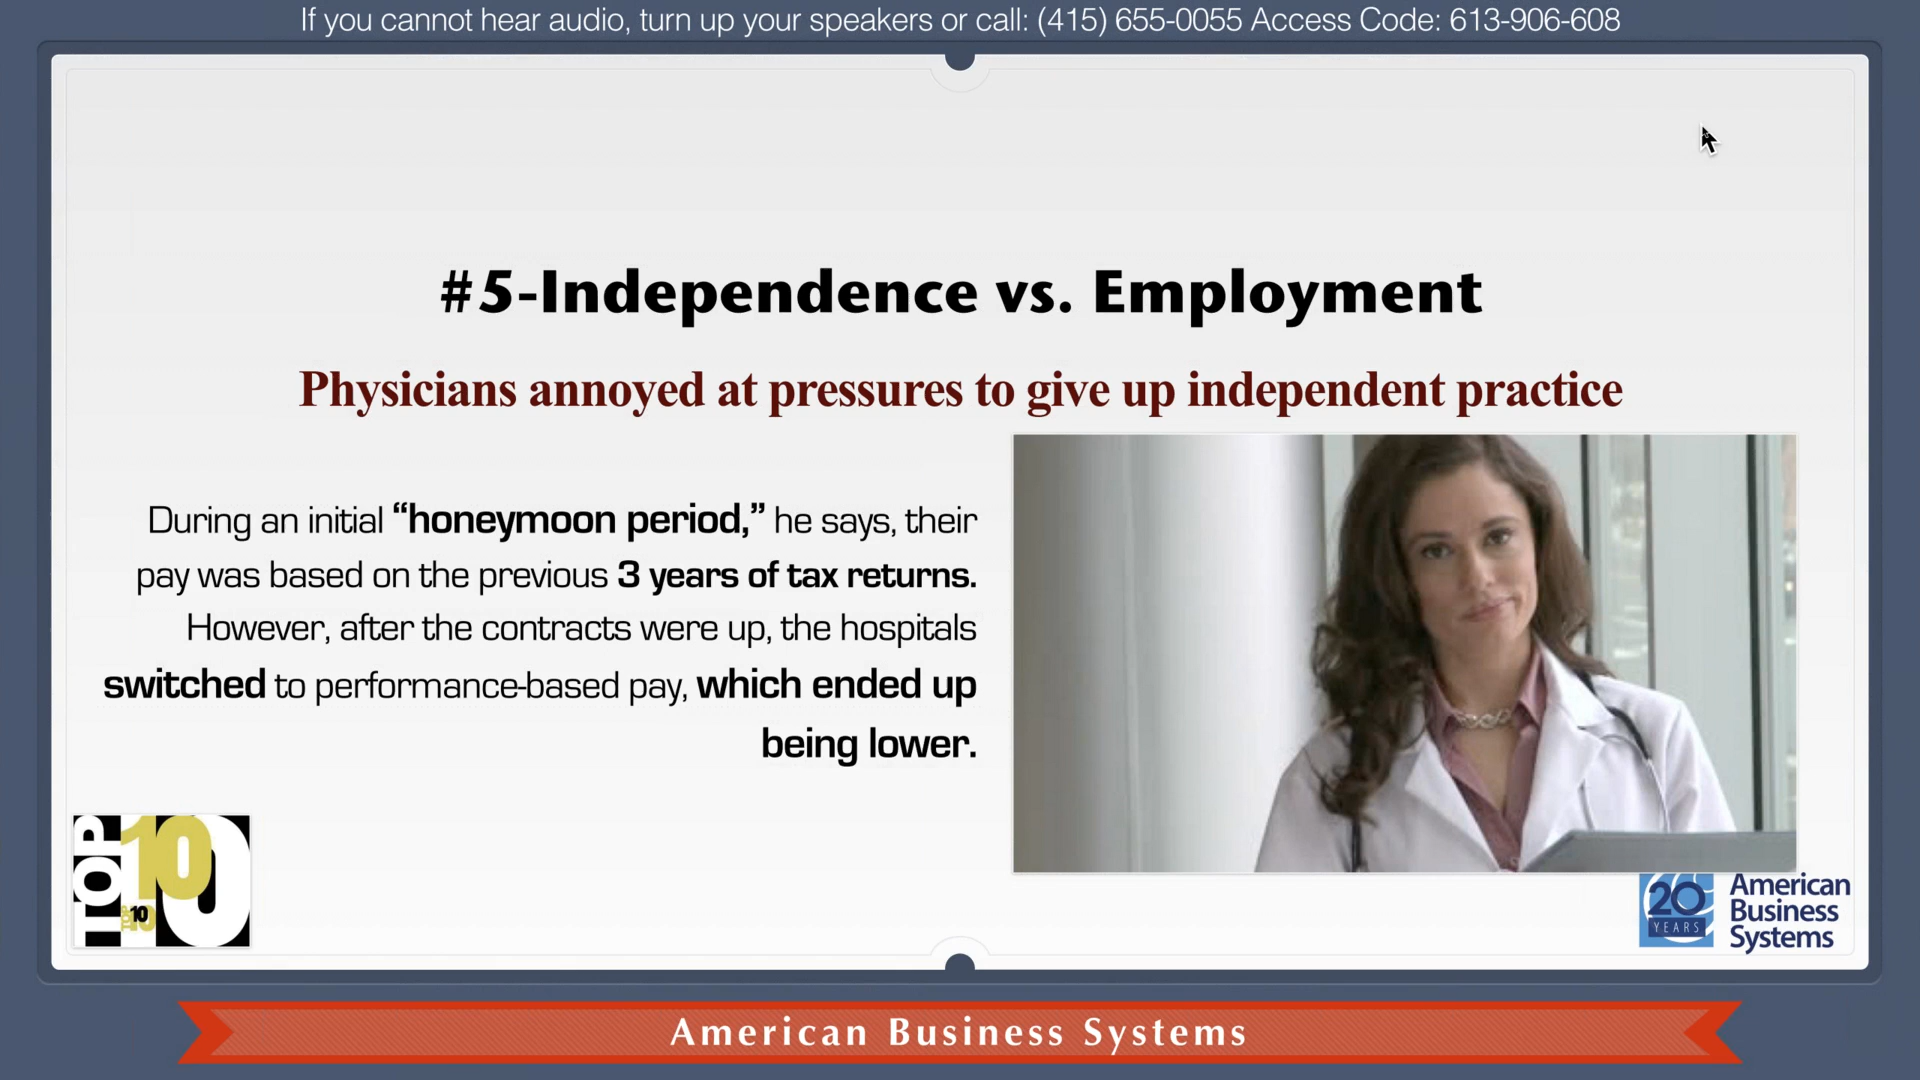 If you cannot hear audio, turn up your speakers or call: (415) 655-0055 Access Code: 613-906-608
#5-Independence vs. Employment
Physicians annoyed at pressures to give up independent practice
During an initial “honeymoon period,” he says, their
pay was based on the previous 3 years of tax returns.
However, after the contracts were up, the hospitals
switched to performance-based pay, which ended up
being lower.
TOP 10
10
20
YEARS
American
Business
Systems
American Business Systems